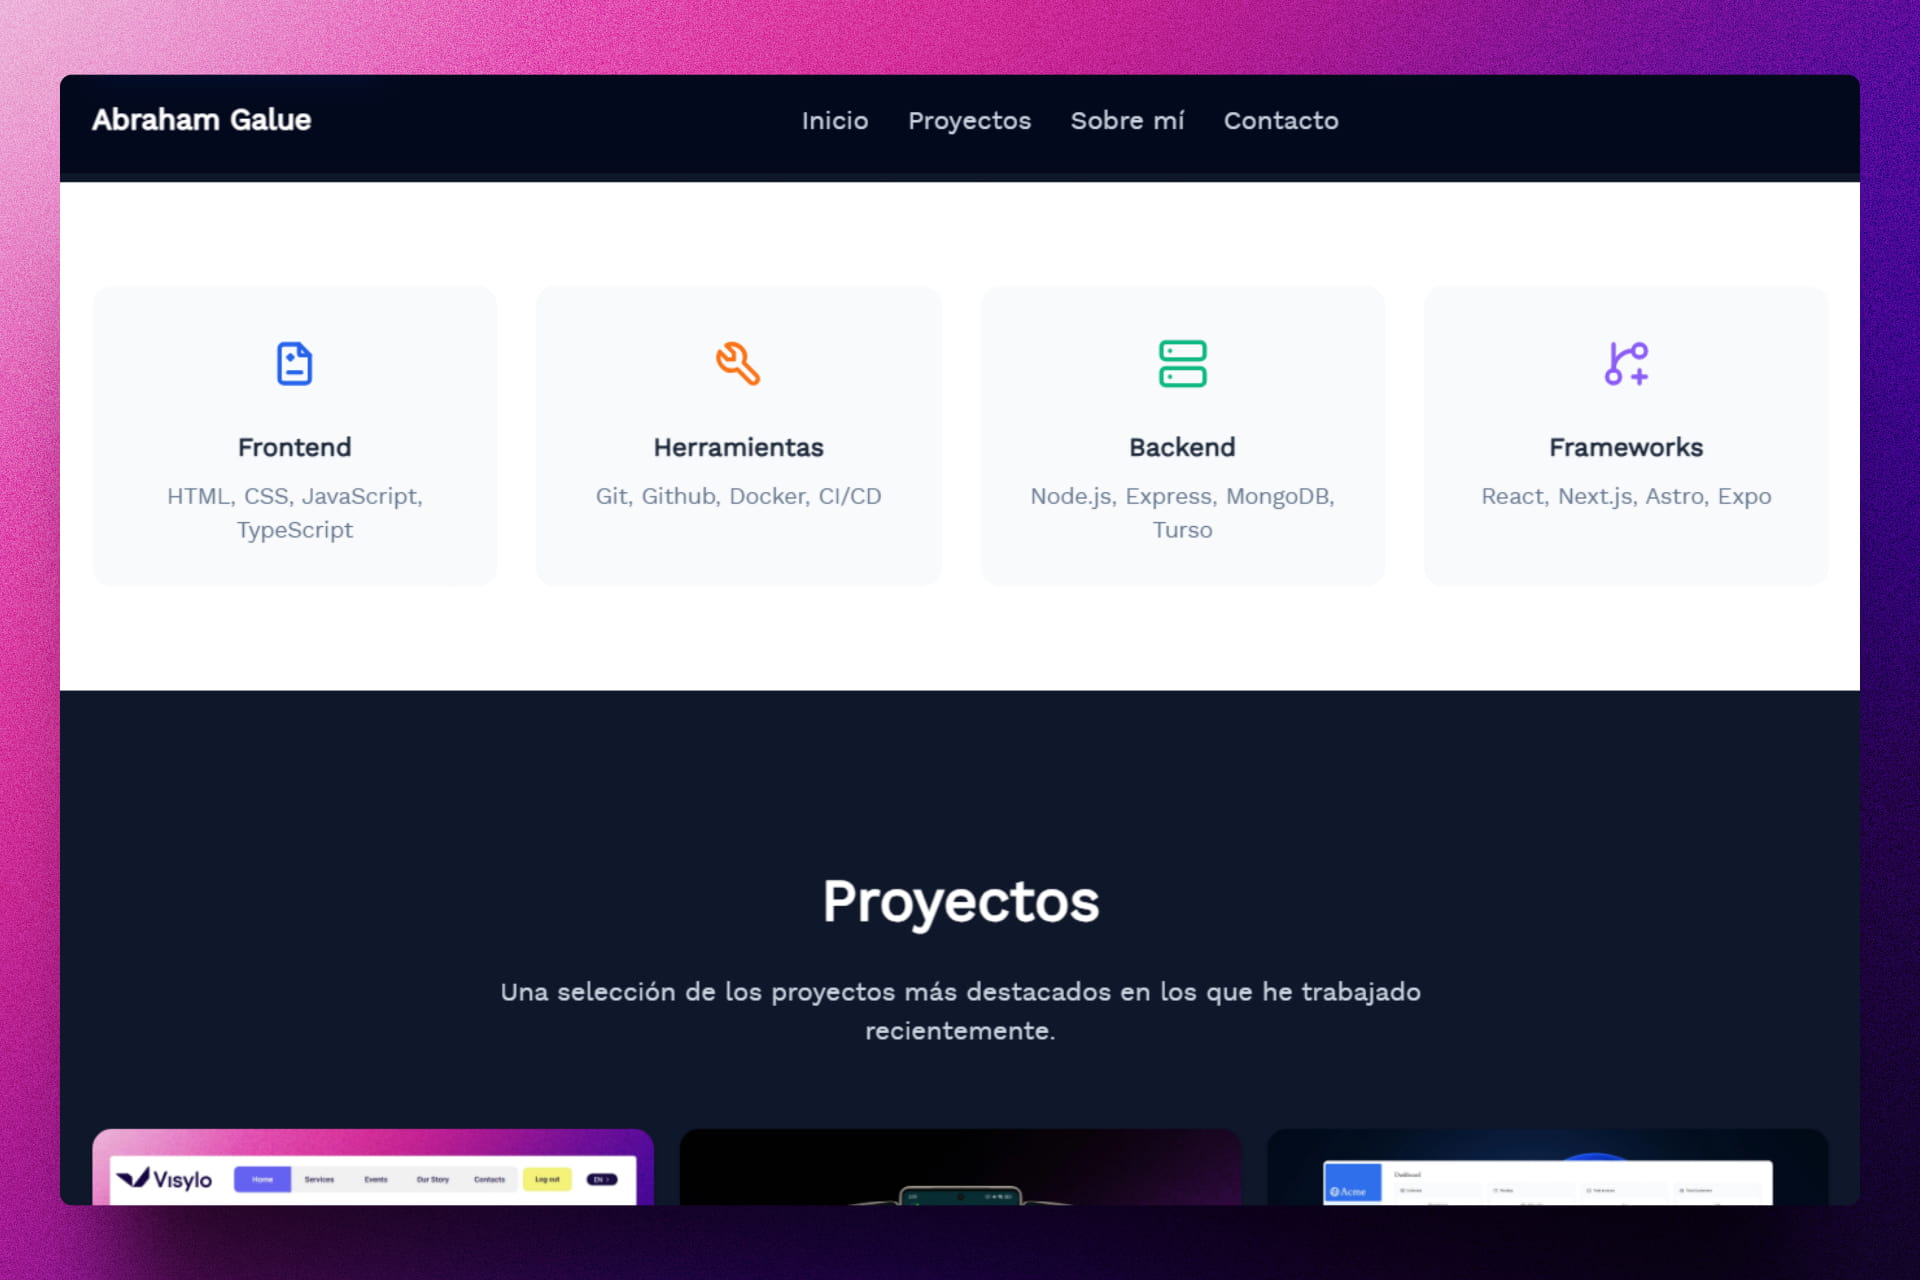 Abraham Galue
Inicio Proyectos Sobre mí Contacto
Frontend
HTML, CSS, JavaScript,
TypeScript
Herramientas
Git, Github, Docker, CI/CD
Backend
Node.js, Express, MongoDB,
Turso
Frameworks
React, Next.js, Astro, Expo
Proyectos
Una selección de los proyectos más destacados en los que he trabajado
recientemente.
Visylo Home Services Events Our Story Contacts Log out EN
Acme
Dashboard